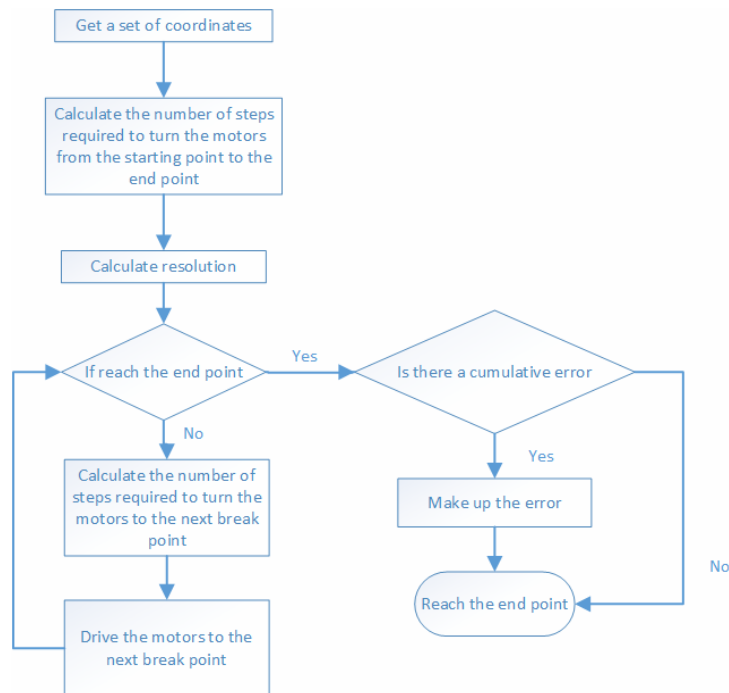 Get a set of coordinates
Calculate the number of steps
required to turn the motors
from the starting point to the
end point
Calculate resolution
If reach the end point
Yes
Is there a cumulative error
No
Calculate the number of
steps required to turn the
motors to the next break
point
Drive the motors to the
next break point
Yes
Make up the error
No
Reach the end point